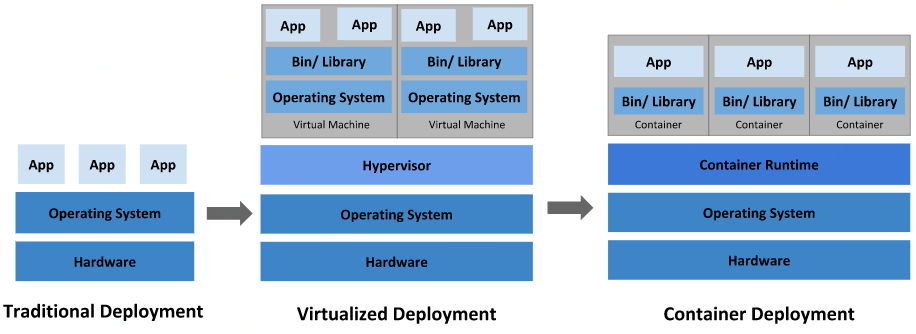 App App App
Operating System
Hardware
Traditional Deployment
App App App App
Bin/ Library Bin/ Library
Operating System Operating System
Virtual Machine Virtual Machine
Hypervisor
Operating System
Hardware
Virtualized Deployment
App App App
Bin/ Library Bin/ Library Bin/ Library
Container Container Container
Container Runtime
Operating System
Hardware
Container Deployment